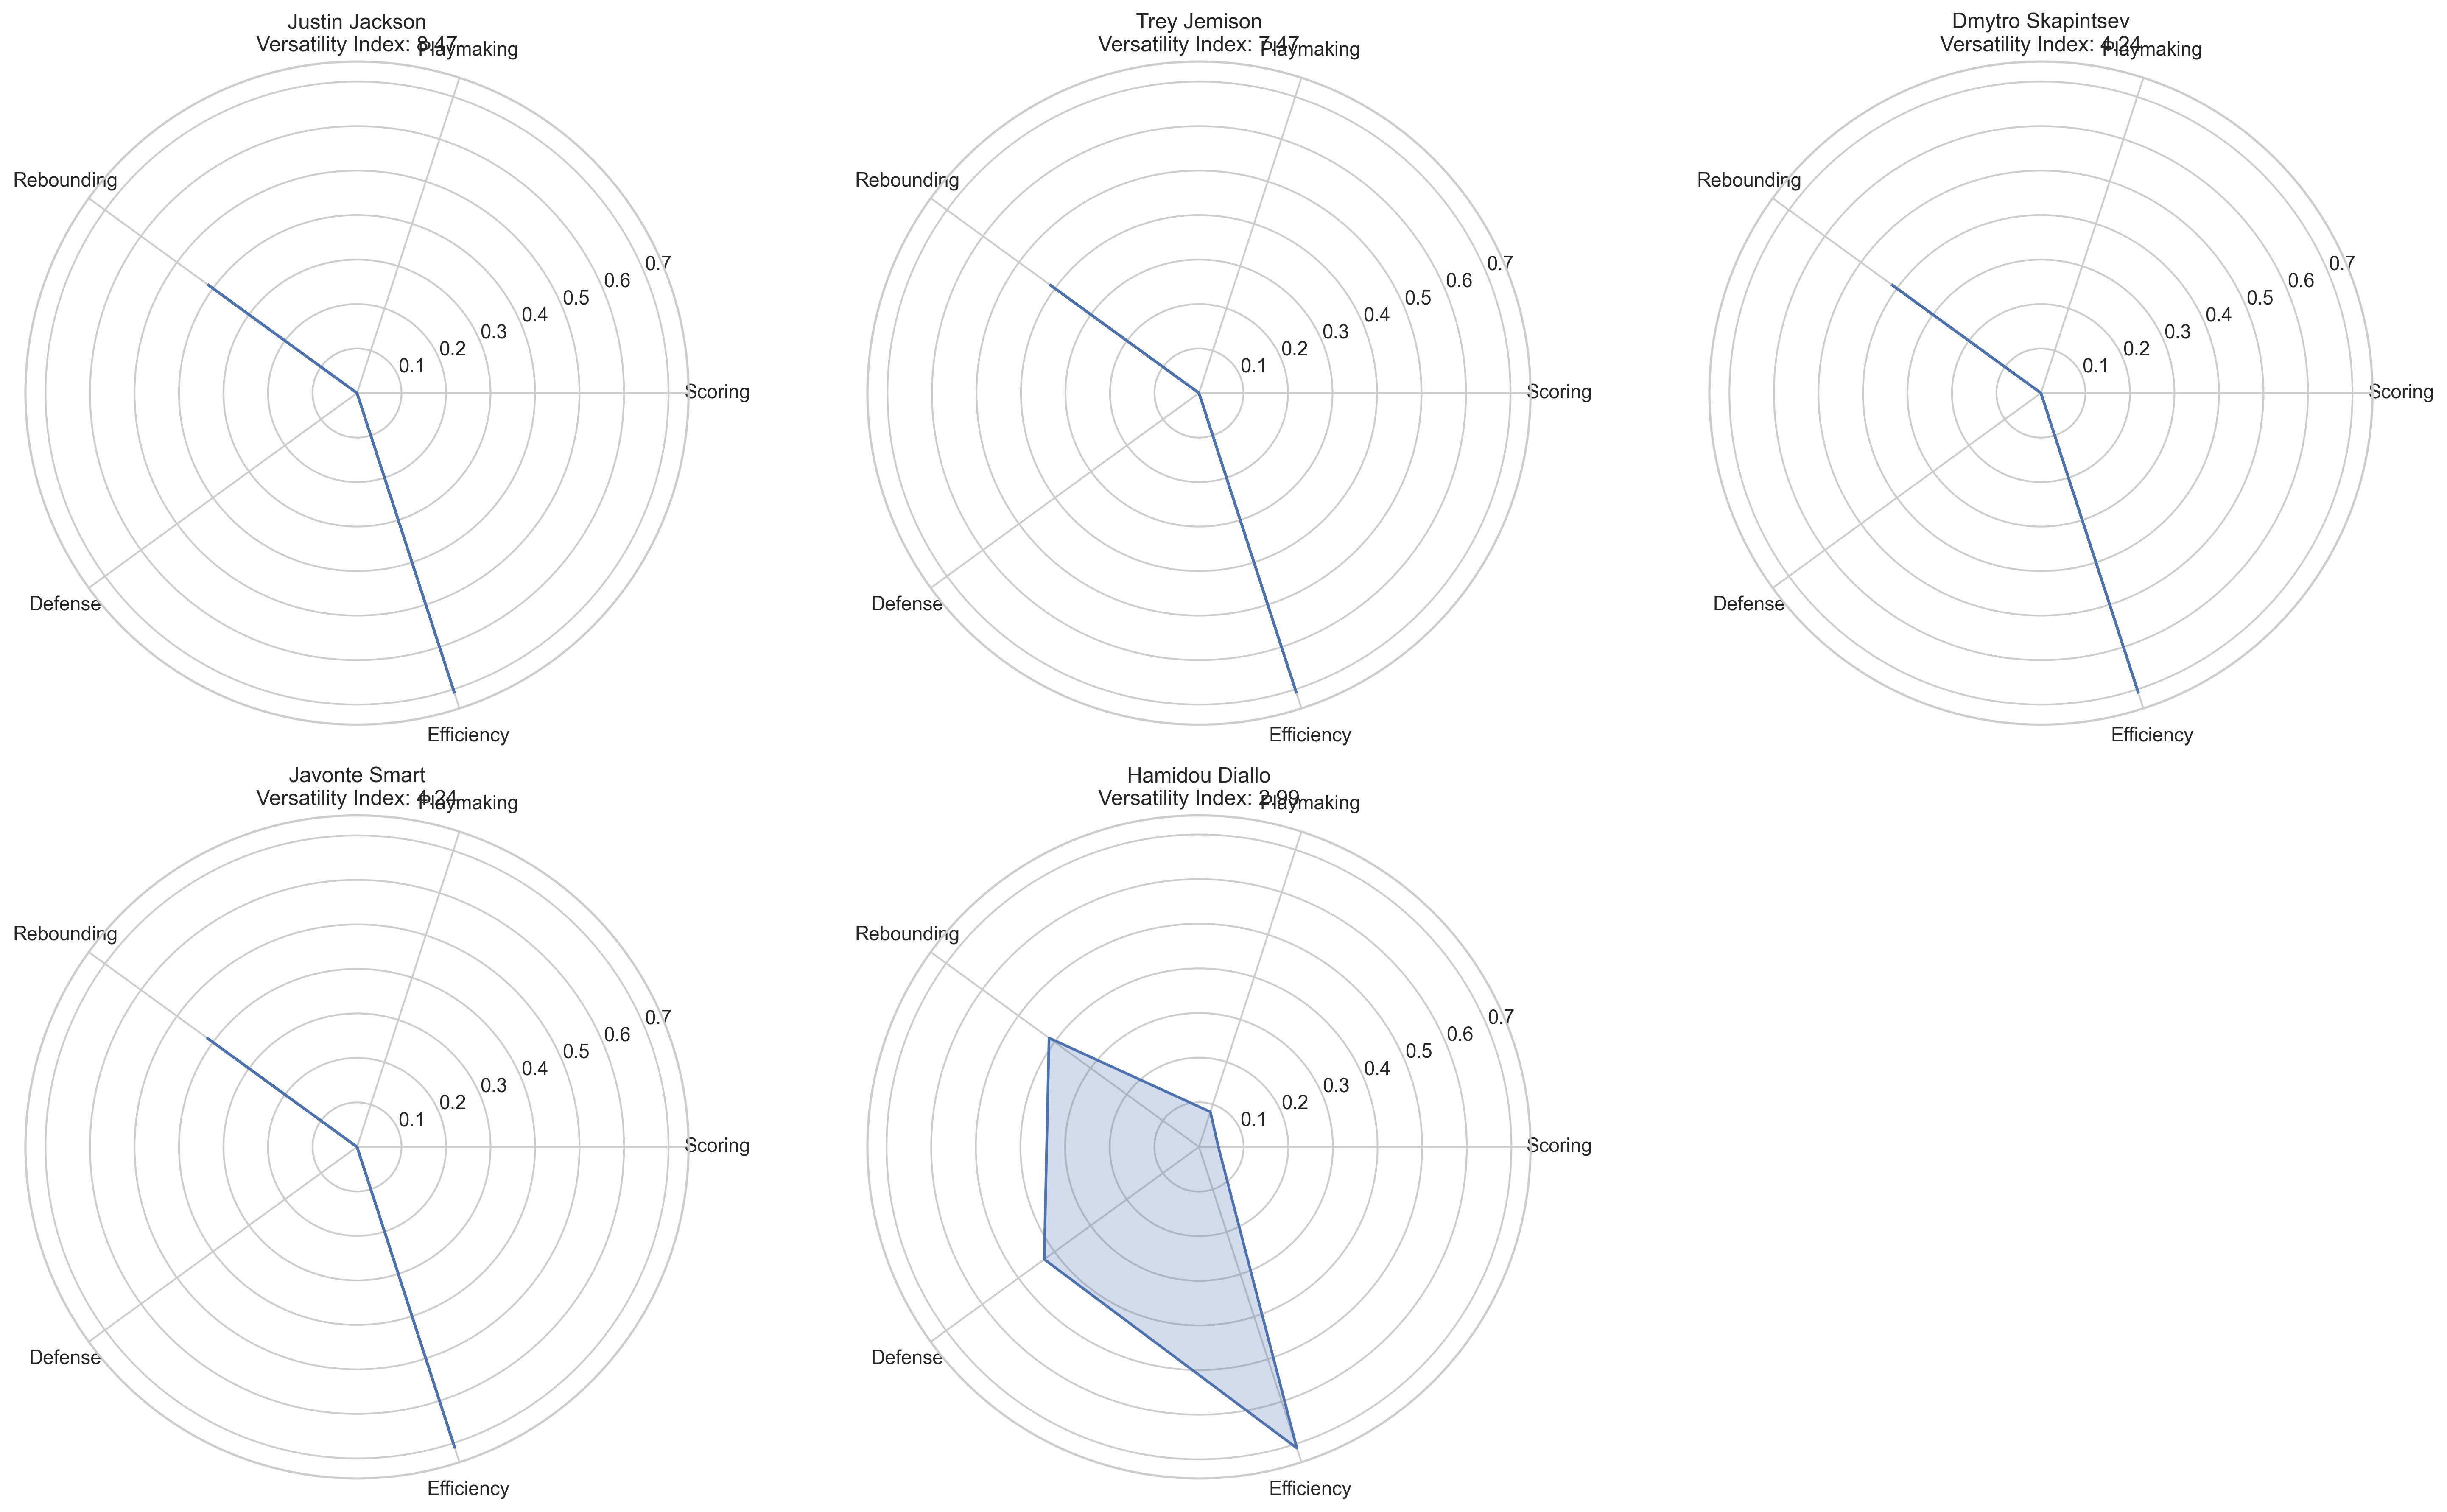 Justin Jackson
Versatility Index: 8.47
Playmaking
Rebounding
0.7
0.6
0.5
0.4
0.3
0.2
0.1
Scoring
Defense
Efficiency
Trey Jemison
Versatility Index: 7.47
Playmaking
Rebounding
0.7
0.6
0.5
0.4
0.3
0.2
0.1
Scoring
Defense
Efficiency
Dmytro Skapintsev
Versatility Index: 4.24
Playmaking
Rebounding
0.7
0.6
0.5
0.4
0.3
0.2
0.1
Scoring
Defense
Efficiency
Javonte Smart
Versatility Index: 4.24
Playmaking
Rebounding
0.7
0.6
0.5
0.4
0.3
0.2
0.1
Scoring
Defense
Efficiency
Hamidou Diallo
Versatility Index: 2.99
Playmaking
Rebounding
0.7
0.6
0.5
0.4
0.3
0.2
0.1
Scoring
Defense
Efficiency